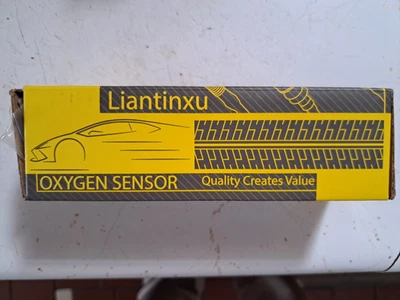 Liantinxu
OXYGEN SENSOR
Quality Creates Value